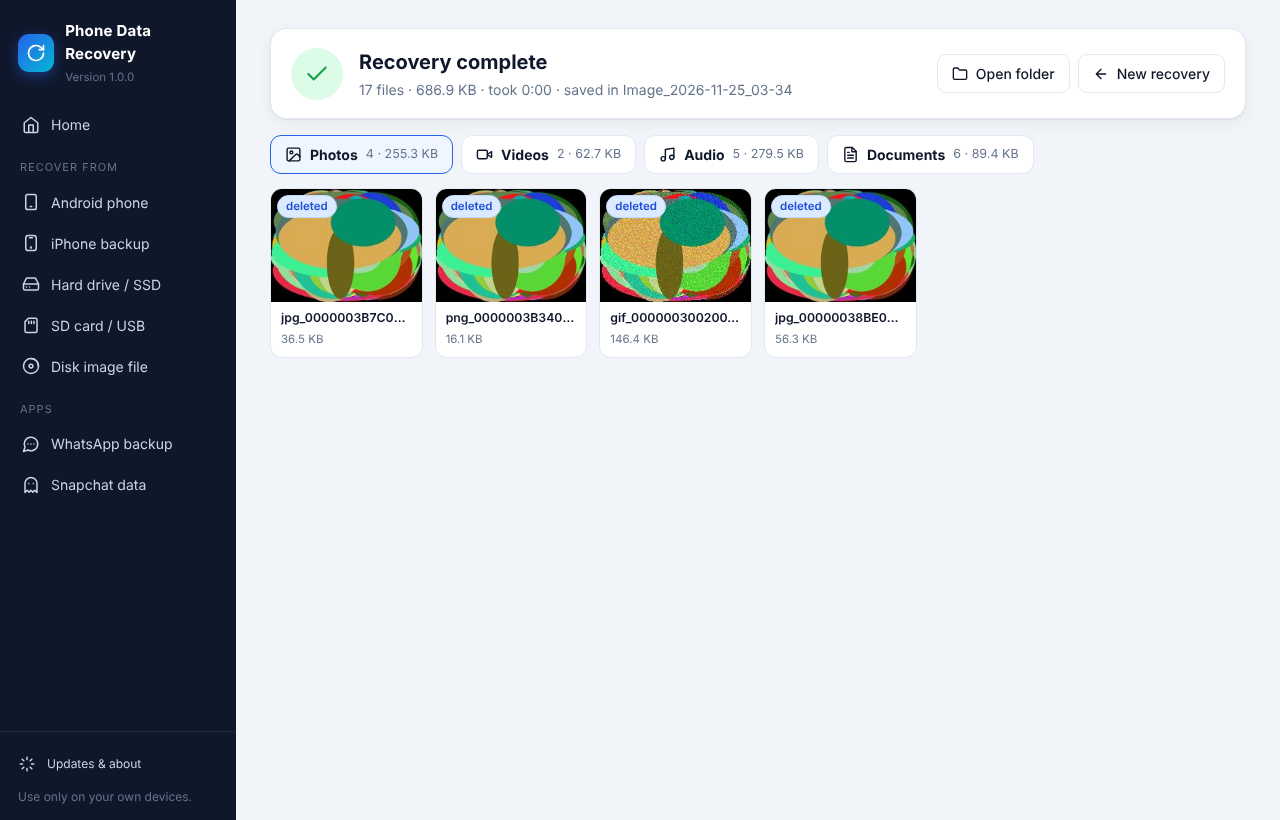 Phone Data
Recovery
Version 1.0.0
Home
RECOVER FROM
Android phone
iPhone backup
Hard drive / SSD
SD card / USB
Disk image file
APPS
WhatsApp backup
Snapchat data
Updates & about
Use only on your own devices.
Recovery complete
17 files · 686.9 KB · took 0:00 · saved in Image_2026-11-25_03-34
Open folder
New recovery
Photos 4 · 255.3 KB
Videos 2 · 62.7 KB
Audio 5 · 279.5 KB
Documents 6 · 89.4 KB
deleted
jpg_0000003B7C0...
36.5 KB
deleted
png_0000003B340...
16.1 KB
deleted
gif_000000300200...
146.4 KB
deleted
jpg_00000038BE0...
56.3 KB